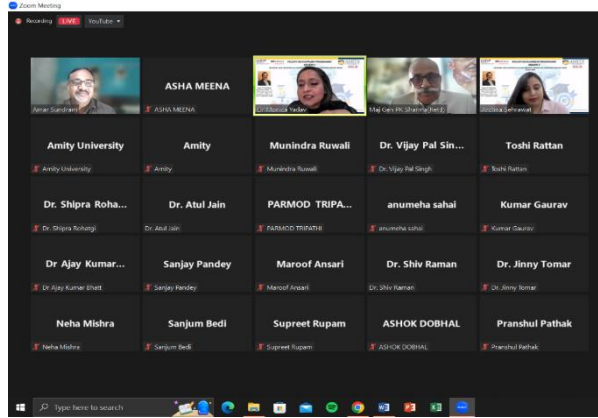 Zoom Meeting
Recording LIVE YouTube
Amar Sundram
ASHA MEENA
ASHA MEENA
Dr. Monica Yadav
Maj Gen PK Sharma(Retd)
Sehrawat
Amity University
Amity
Munindra Ruwali
Dr. Vijay Pal Sin...
Toshi Rattan
Amity University
Amity
Munindra Ruwali
Dr. Vijay Pal Singh
Toshi Rattan
Dr. Shipra Roha...
Dr. Atul Jain
PARMOD TRIPA...
anumeha sahai
Kumar Gaurav
Dr. Shipra Rohatgi
Dr. Atul Jain
PARMOD TRIPATHI
anumeha sahai
Kumar Gaurav
Dr Ajay Kumar...
Sanjay Pandey
Maroof Ansari
Dr. Shiv Raman
Dr. Jinny Tomar
Dr Ajay Kumar Bhatt
Sanjay Pandey
Maroof Ansari
Dr. Shiv Raman
Dr. Jinny Tomar
Neha Mishra
Sanjum Bedi
Supreet Rupam
ASHOK DOBHAL
Pranshul Pathak
Neha Mishra
Sanjum Bedi
Supreet Rupam
ASHOK DOBHAL
Pranshul Pathak
Type here to search